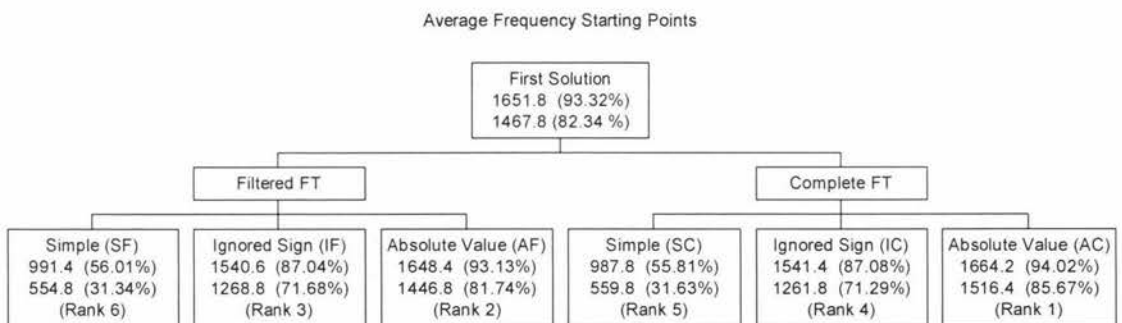 Average Frequency Starting Points
First Solution
1651.8 (93.32%)
1467.8 (82.34 %)
Filtered FT
Complete FT
Simple (SF)
991.4 (56.01%)
554.8 (31.34%)
(Rank 6)
Ignored Sign (IF)
1540.6 (87.04%)
1268.8 (71.68%)
(Rank 3)
Absolute Value (AF)
1648.4 (93.13%)
1446.8 (81.74%)
(Rank 2)
Simple (SC)
987.8 (55.81%)
559.8 (31.63%)
(Rank 5)
Ignored Sign (IC)
1541.4 (87.08%)
1261.8 (71.29%)
(Rank 4)
Absolute Value (AC)
1664.2 (94.02%)
1516.4 (85.67%)
(Rank 1)